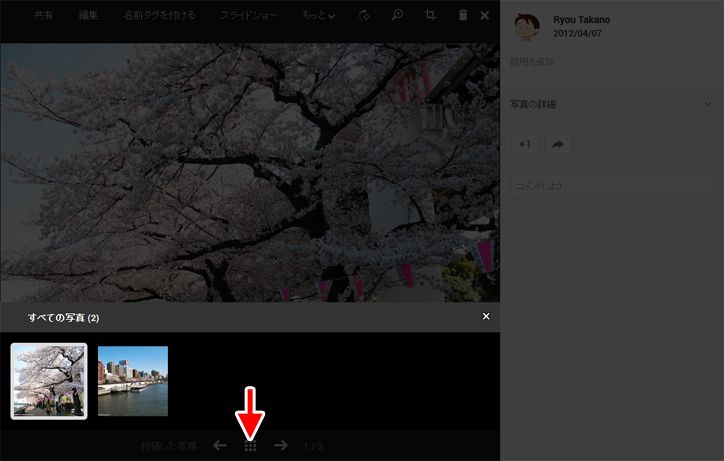 共有 編集 名前タグを付ける スライドショー もっと
Ryou Takano
2012/04/07
説明を追加
写真の詳細
+1
コメントしよう
すべての写真 (2)
投稿した写真 1 / 2